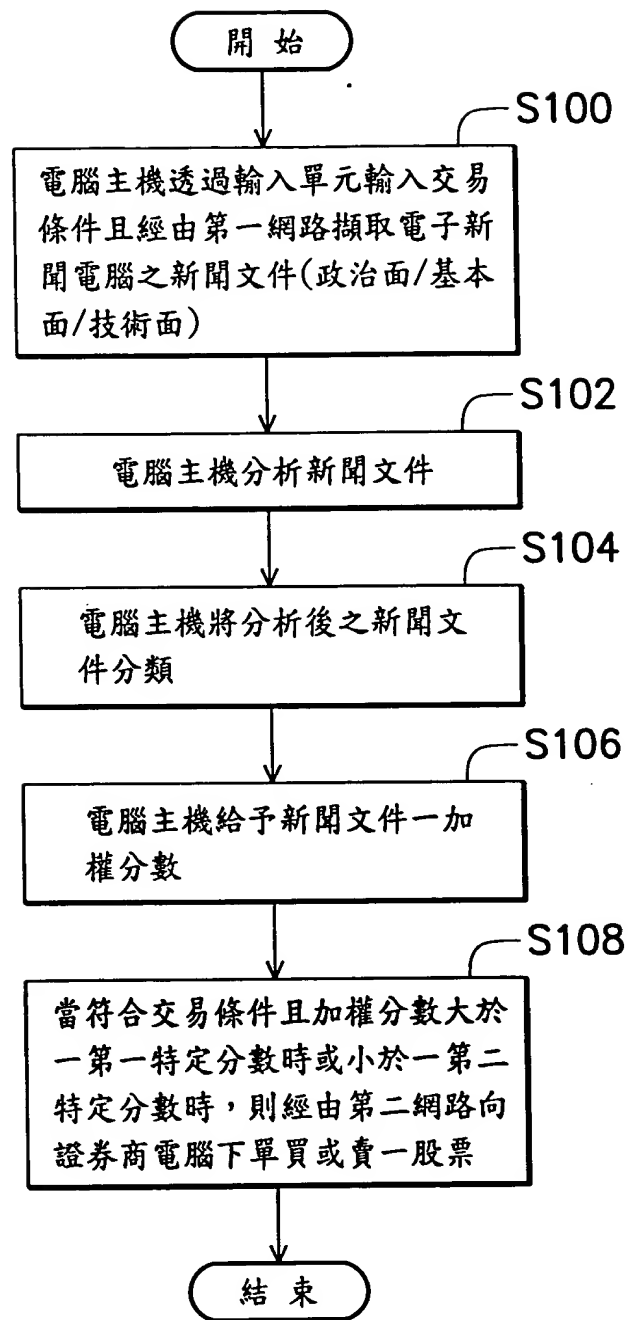 開始
S100
電腦主機透過輸入單元輸入交易
條件且經由第一網路擷取電子新
聞電腦之新聞文件(政治面/基本
面/技術面)
S102
電腦主機分析新聞文件
S104
電腦主機將分析後之新聞文
件分類
S106
電腦主機給予新聞文件一加
權分數
S108
當符合交易條件且加權分數大於
一第一特定分數時或小於一第二
特定分數時,則經由第二網路向
證券商電腦下單買或賣一股票
結束